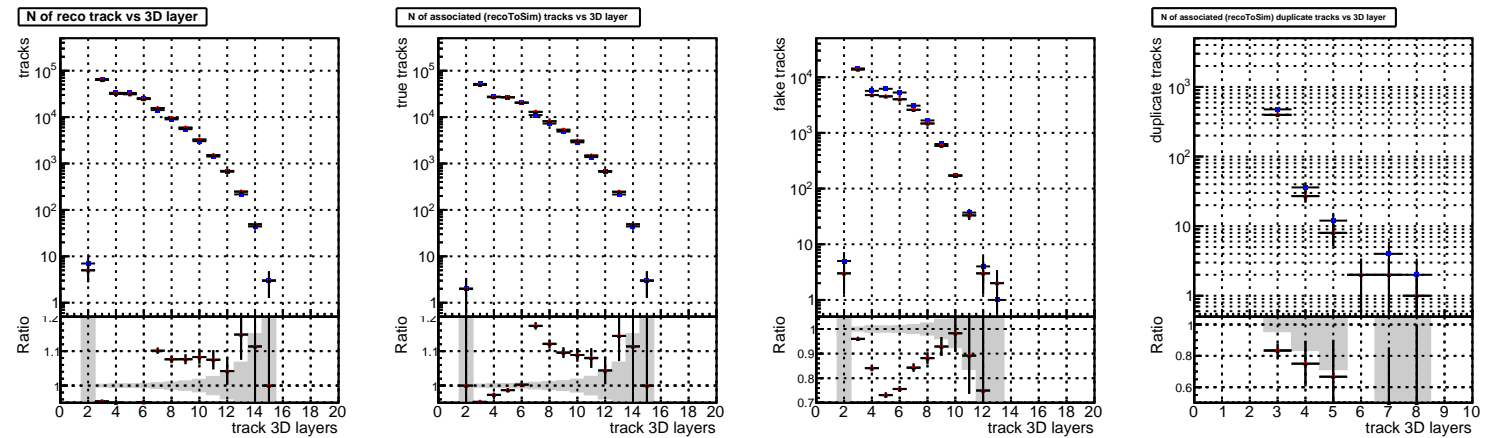 N of reco track vs 3D layer
tracks
10^5
10^4
10^3
10^2
10
1
Ratio
1.2
1.1
1
0 2 4 6 8 10 12 14 16 18 20
track 3D layers
N of associated (recoToSim) tracks vs 3D layer
true tracks
10^5
10^4
10^3
10^2
10
1
Ratio
1.2
1.1
1
0 2 4 6 8 10 12 14 16 18 20
track 3D layers
fake tracks
10^4
10^3
10^2
10
1
Ratio
1
0.9
0.8
0.7
0 2 4 6 8 10 12 14 16 18 20
track 3D layers
N of associated (recoToSim) duplicate tracks vs 3D layer
duplicate tracks
10^3
10^2
10
1
Ratio
1
0.8
0.6
0 1 2 3 4 5 6 7 8 9 10
track 3D layers